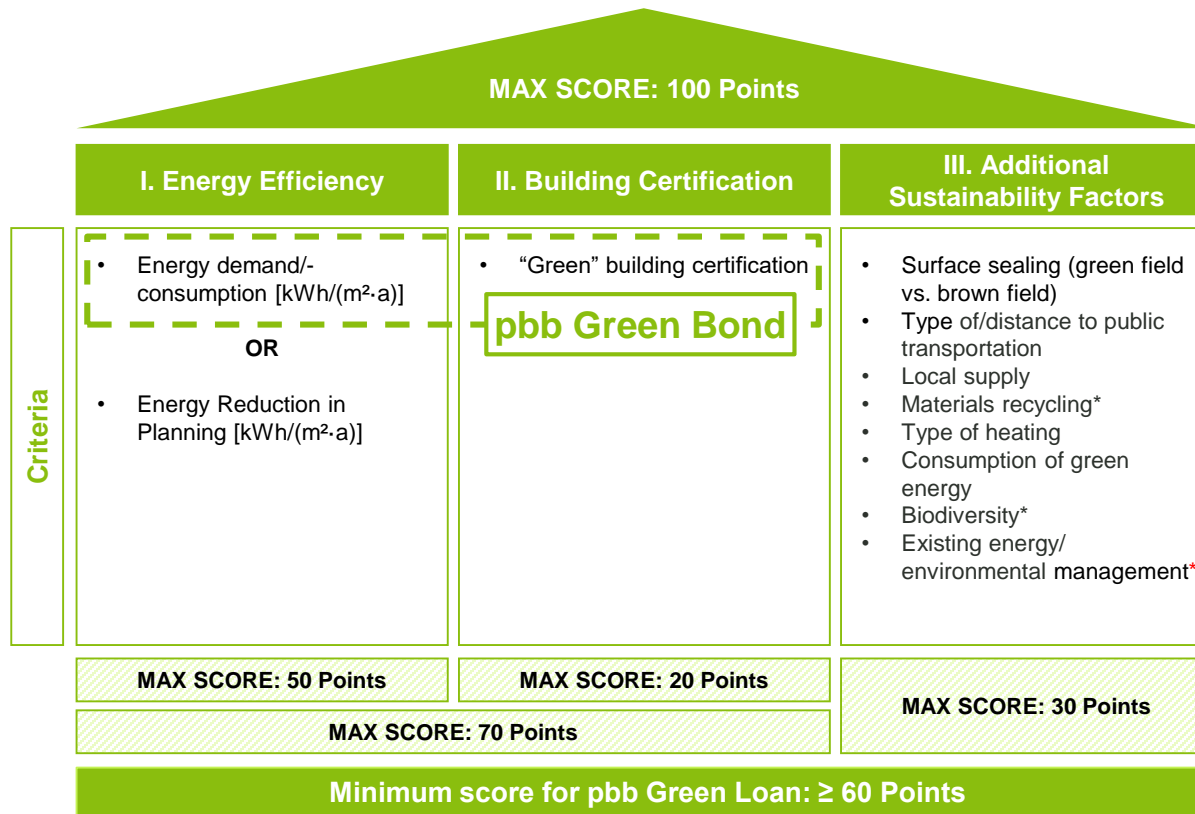 MAX SCORE: 100 Points
I. Energy Efficiency
II. Building Certification
III. Additional
Sustainability Factors
Criteria
• Energy demand/-
consumption [kWh/(m²·a)]
OR
• Energy Reduction in
Planning [kWh/(m²·a)]
• “Green” building certification
pbb Green Bond
• Surface sealing (green field
vs. brown field)
• Type of/distance to public
transportation
• Local supply
• Materials recycling*
• Type of heating
• Consumption of green
energy
• Biodiversity*
• Existing energy/
environmental management*
MAX SCORE: 50 Points
MAX SCORE: 20 Points
MAX SCORE: 30 Points
MAX SCORE: 70 Points
Minimum score for pbb Green Loan: ≥ 60 Points